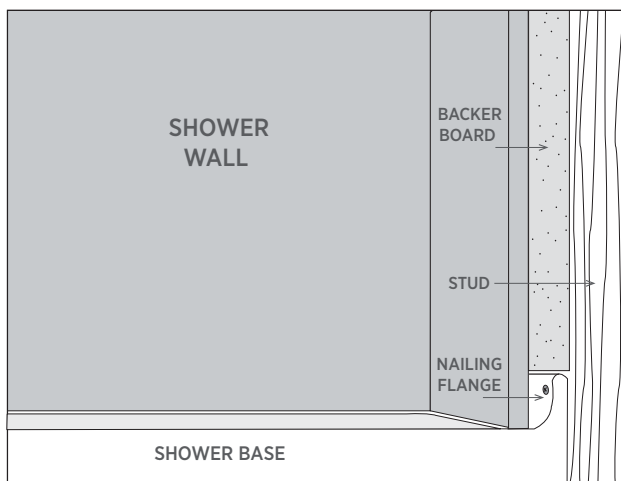 SHOWER
WALL
BACKER
BOARD
STUD
NAILING
FLANGE
SHOWER BASE